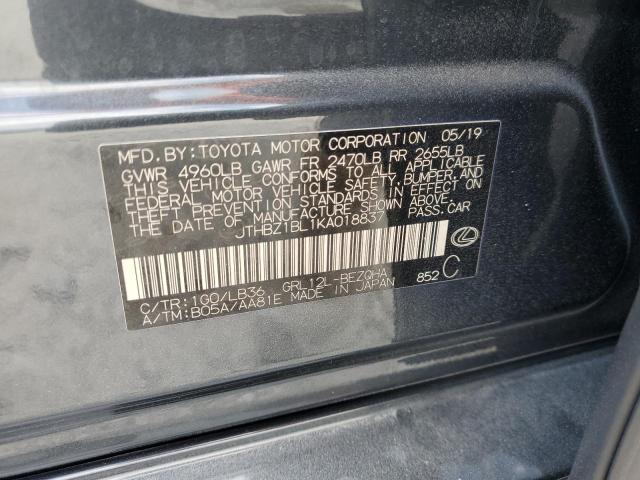 MFD. BY: TOYOTA MOTOR CORPORATION 05/19
GVWR 4960LB GAWR FR 2470LB RR 2655LB
THIS VEHICLE CONFORMS TO ALL APPLICABLE
FEDERAL MOTOR VEHICLE SAFETY, BUMPER, AND
THEFT PREVENTION STANDARDS IN EFFECT ON
THE DATE OF MANUFACTURE SHOWN ABOVE.
JTHBZ1BL1KA018837 PASS.CAR
852 C
C/TR:1G0/LB36 GRL12L-BEZQHA
A/TM:B05A/AA81E MADE IN JAPAN